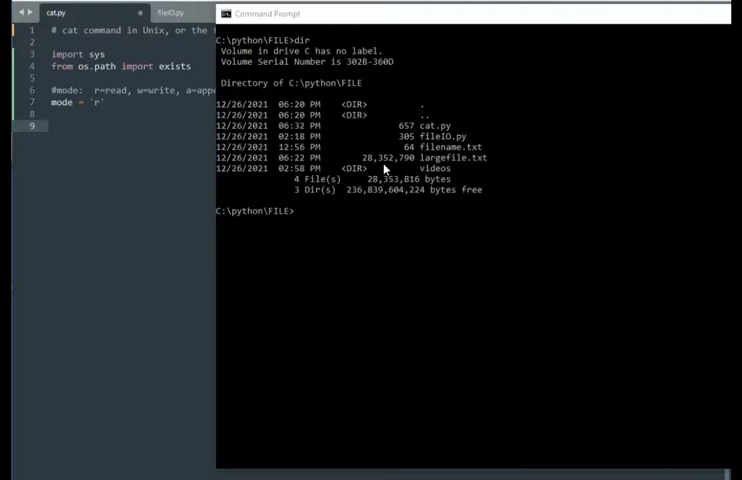 cat.py
fileIO.py
1 # cat command in Unix, or the
2
3 import sys
4 from os.path import exists
5
6 #mode: r=read, w=write, a=appe
7 mode = 'r'
8
9
Command Prompt
C:\python\FILE>dir
Volume in drive C has no label.
Volume Serial Number is 302B-360D
Directory of C:\python\FILE
12/26/2021 06:20 PM <DIR> .
12/26/2021 06:20 PM <DIR> ..
12/26/2021 06:32 PM 657 cat.py
12/26/2021 02:18 PM 305 fileIO.py
12/26/2021 12:56 PM 64 filename.txt
12/26/2021 06:22 PM 28,352,790 largefile.txt
12/26/2021 02:58 PM <DIR> videos
4 File(s) 28,353,816 bytes
3 Dir(s) 236,839,604,224 bytes free
C:\python\FILE>